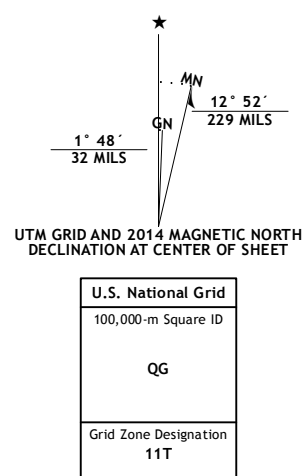 ★
MN
GN
12° 52´
229 MILS
1° 48´
32 MILS
UTM GRID AND 2014 MAGNETIC NORTH
DECLINATION AT CENTER OF SHEET
U.S. National Grid
100,000-m Square ID
QG
Grid Zone Designation
11T